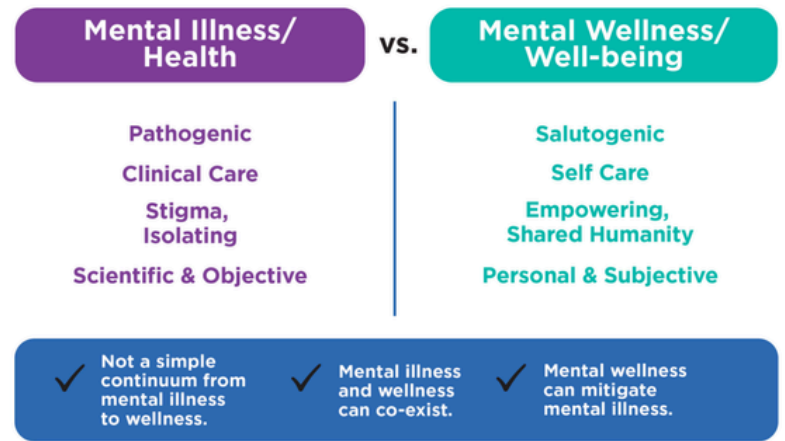 Mental Illness/
Health
vs.
Mental Wellness/
Well-being
Pathogenic
Clinical Care
Stigma,
Isolating
Scientific & Objective
Salutogenic
Self Care
Empowering,
Shared Humanity
Personal & Subjective
Not a simple
continuum from
mental illness
to wellness.
Mental illness
and wellness
can co-exist.
Mental wellness
can mitigate
mental illness.